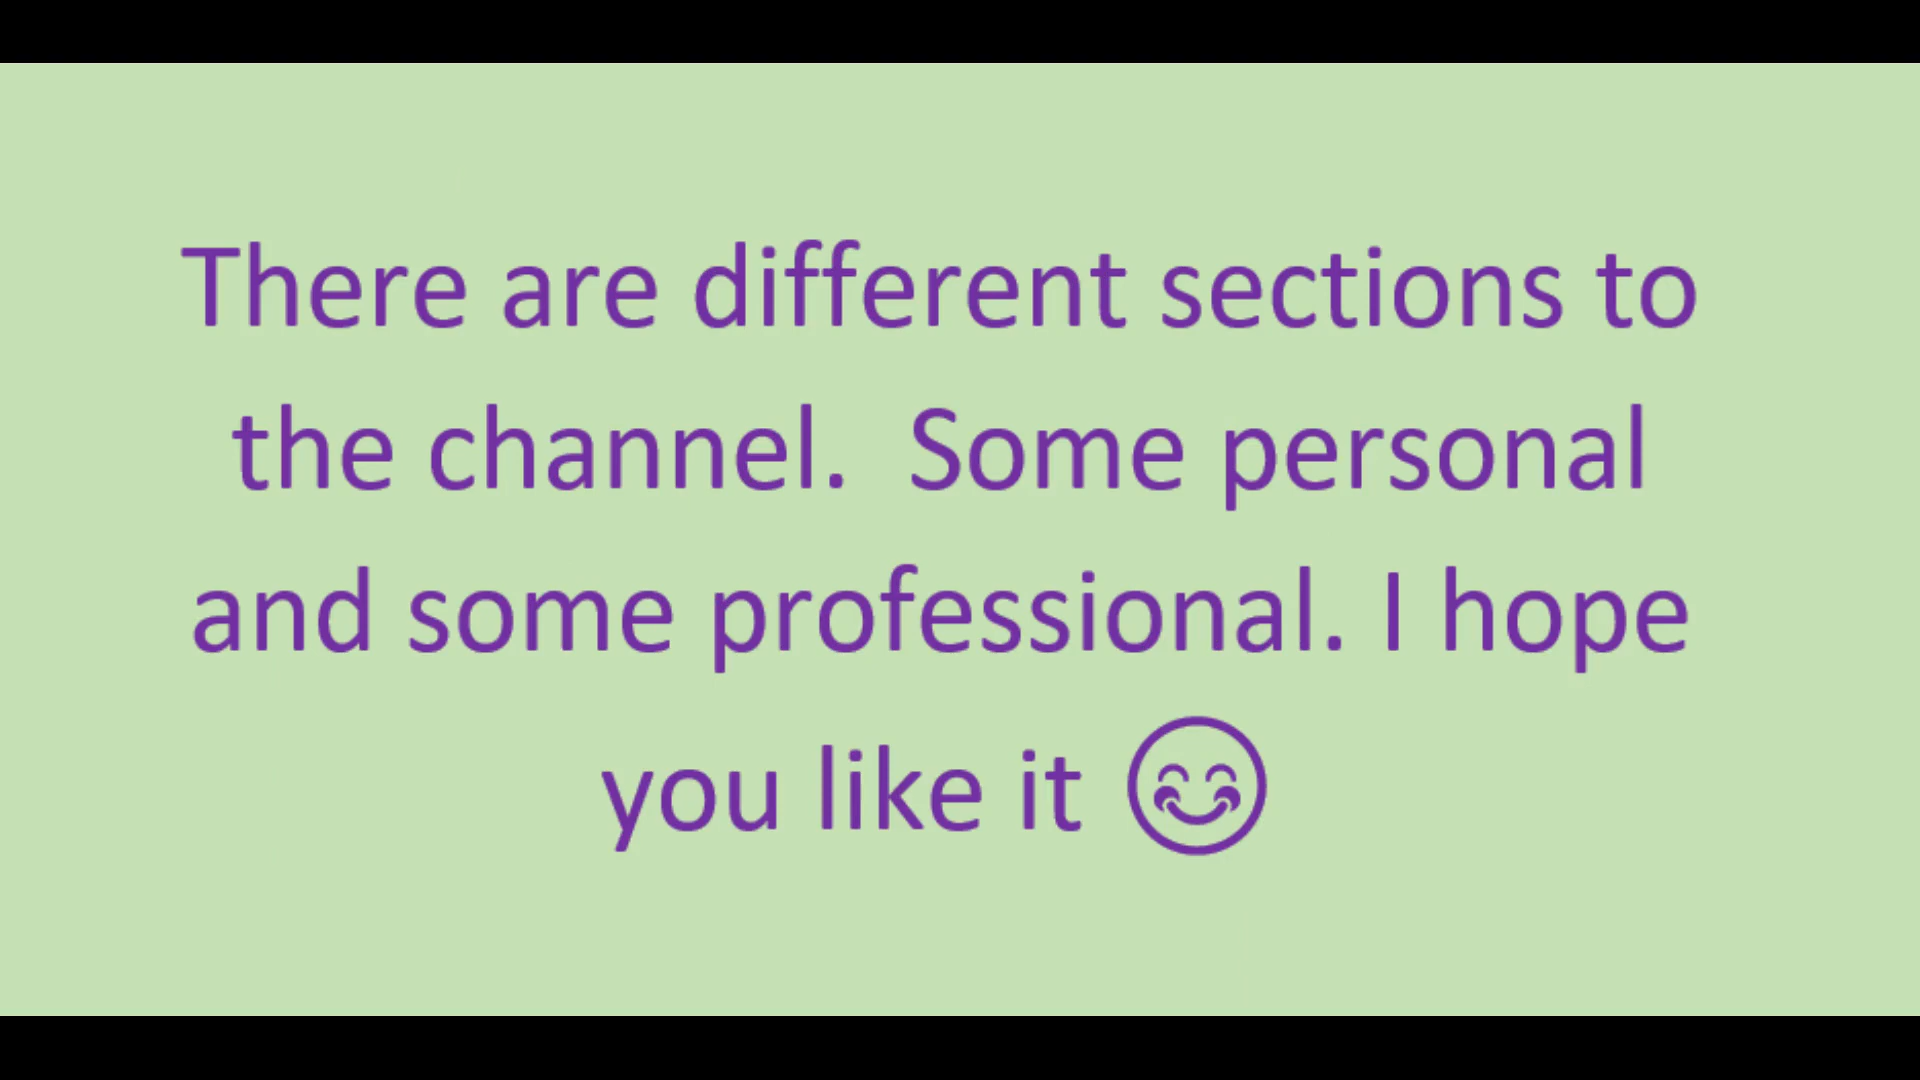 There are different sections to
the channel.  Some personal
and some professional. I hope
you like it 😊